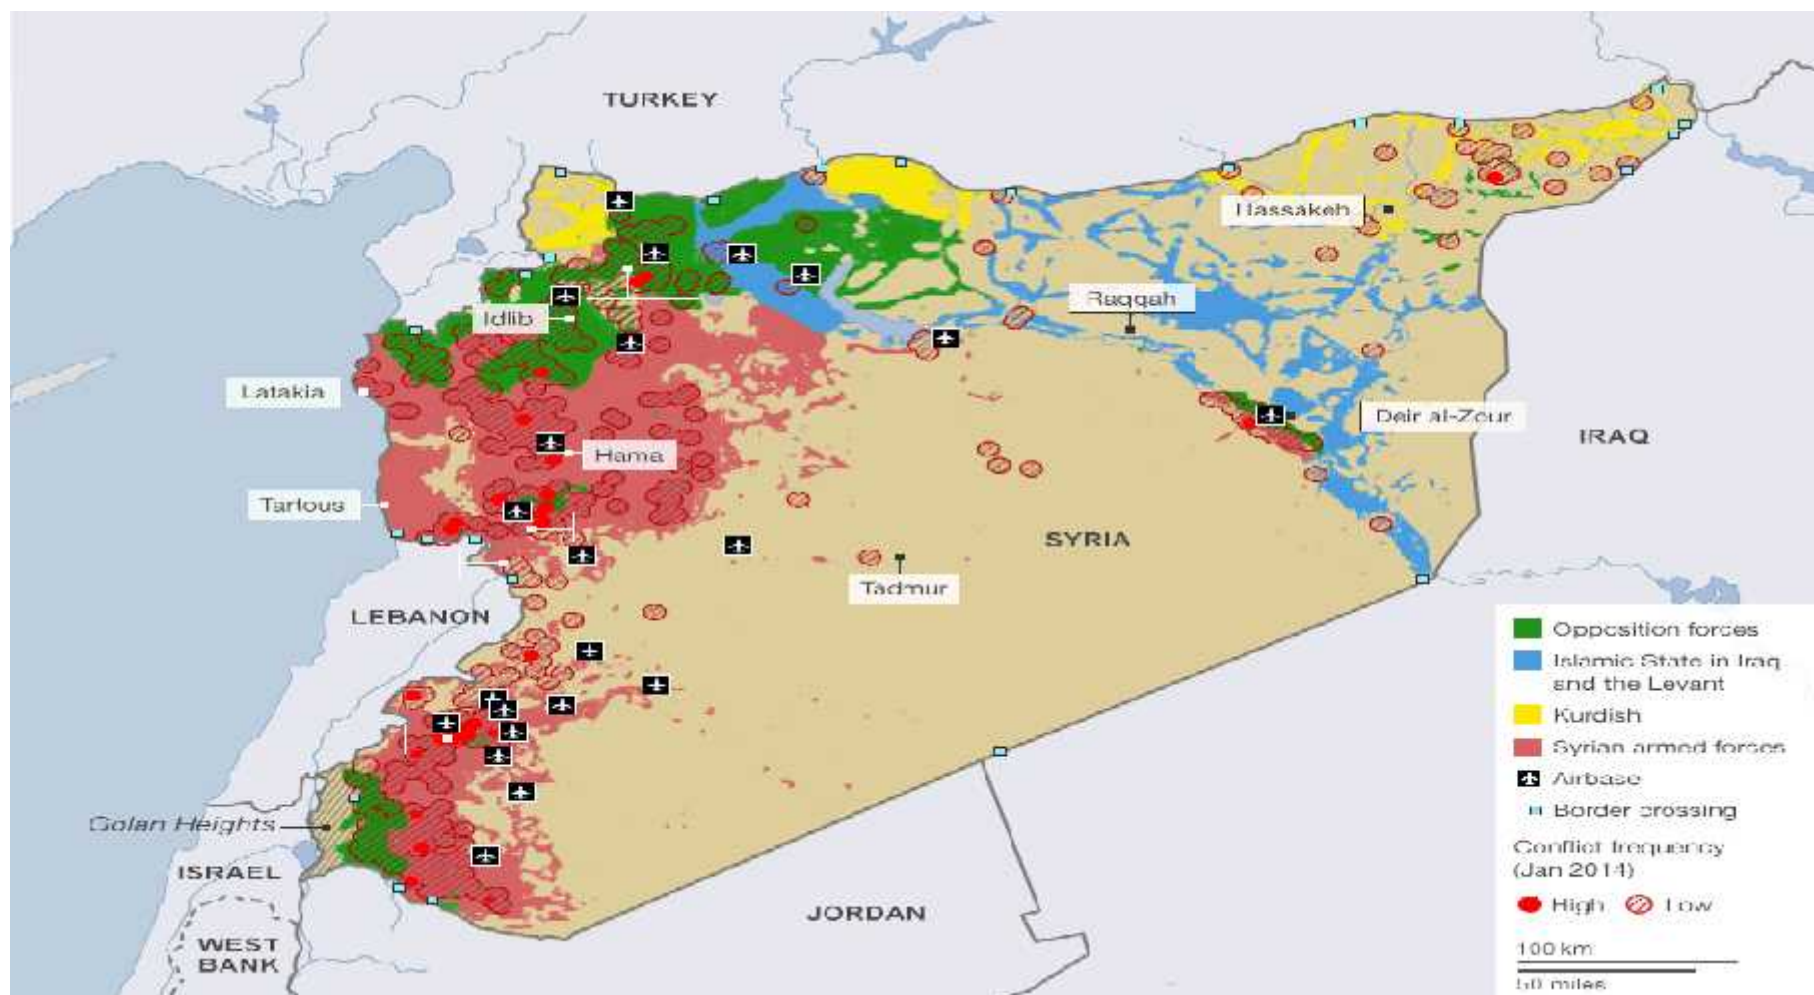 TURKEY
Hassakeh
Raqqah
Idlib
Latakia
Deir al-Zour
IRAQ
Hama
Tartous
SYRIA
Tadmur
LEBANON
Golan Heights
ISRAEL
JORDAN
WEST
BANK
Opposition forces
Islamic State in Iraq
and the Levant
Kurdish
Syrian armed forces
Airbase
Border crossing
Conflict frequency
(Jan 2014)
High Low
100 km
50 miles